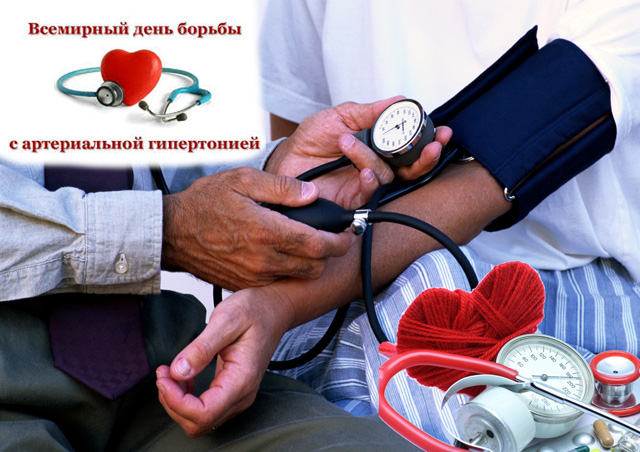 Всемирный день борьбы
с артериальной гипертонией